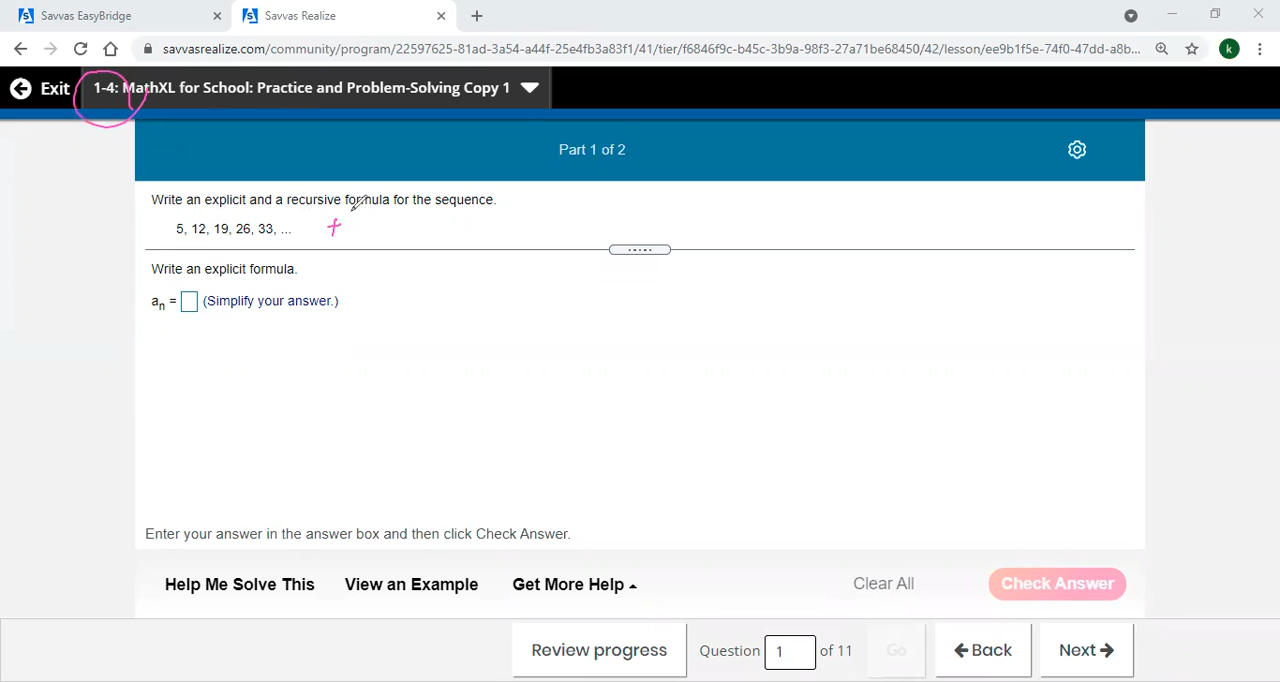 Savvas EasyBridge
Savvas Realize
savvasrealize.com/community/program/22597625-81ad-3a54-a44f-25e4fb3a83f1/41/tier/f6846f9c-b45c-3b9a-98f3-27a71be68450/42/lesson/ee9b1f5e-74f0-47dd-a8b...
k
Exit
1-4: MathXL for School: Practice and Problem-Solving Copy 1
Part 1 of 2
Write an explicit and a recursive formula for the sequence.
5, 12, 19, 26, 33, ... +
Write an explicit formula.
an = (Simplify your answer.)
Enter your answer in the answer box and then click Check Answer.
Help Me Solve This
View an Example
Get More Help
Clear All
Check Answer
Review progress
Question 1 of 11
Go
Back
Next